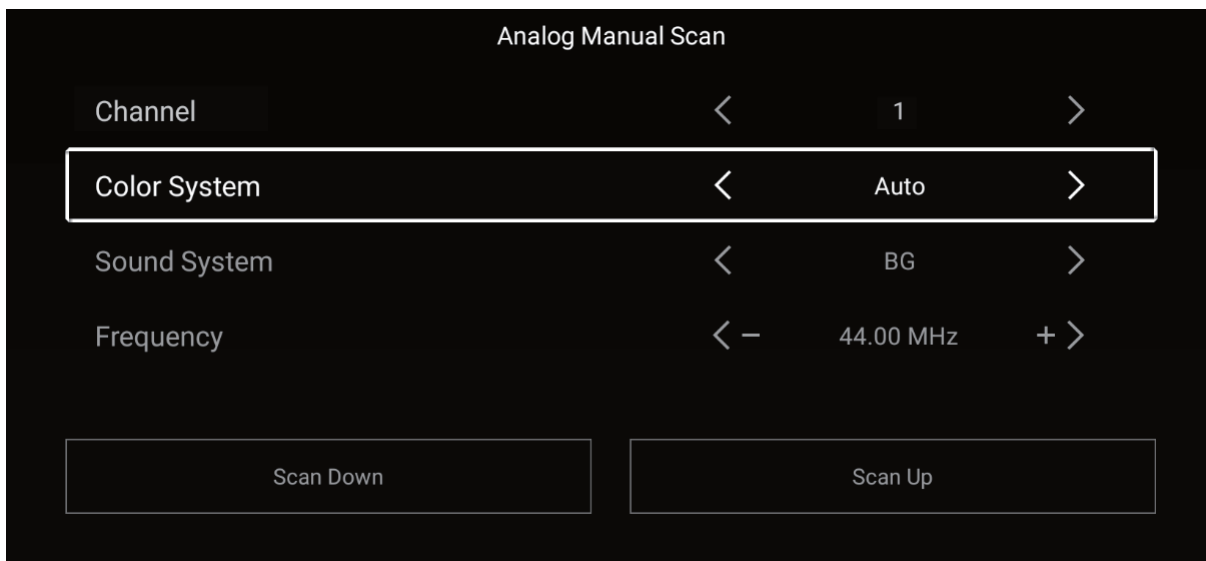 Analog Manual Scan
Channel 1
Color System Auto
Sound System BG
Frequency - 44.00 MHz +
Scan Down Scan Up